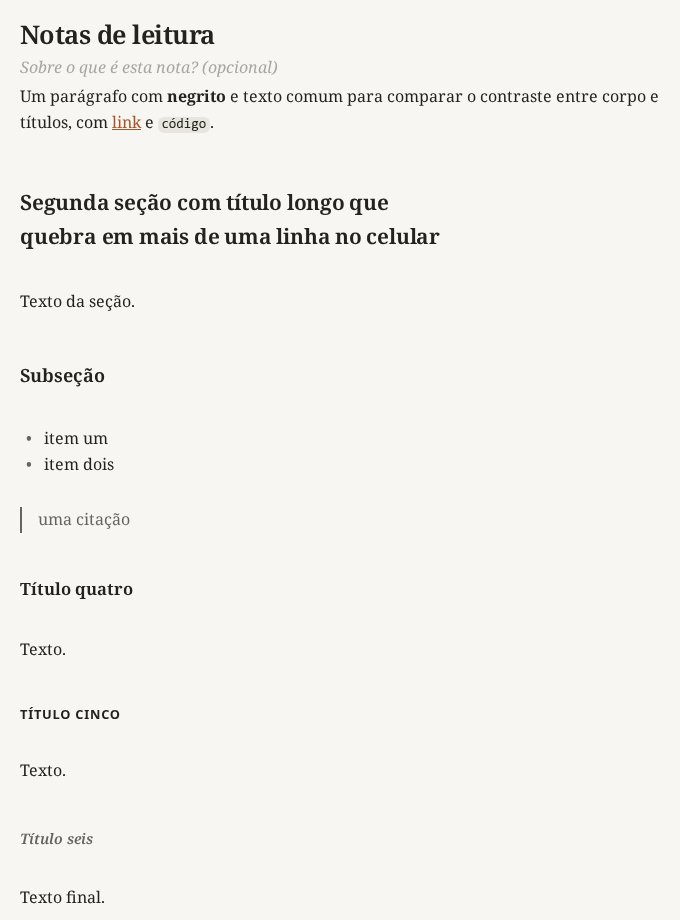 Notas de leitura
Sobre o que é esta nota? (opcional)
Um parágrafo com negrito e texto comum para comparar o contraste entre corpo e
títulos, com link e código.
Segunda seção com título longo que
quebra em mais de uma linha no celular
Texto da seção.
Subseção
• item um
• item dois
uma citação
Título quatro
Texto.
TÍTULO CINCO
Texto.
Título seis
Texto final.